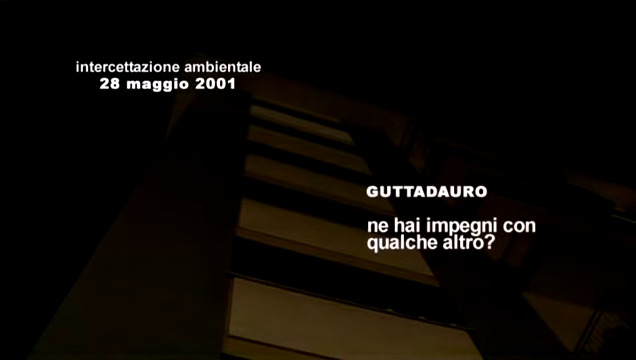 intercettazione ambientale
28 maggio 2001
GUTTADAURO
ne hai impegni con
qualche altro?